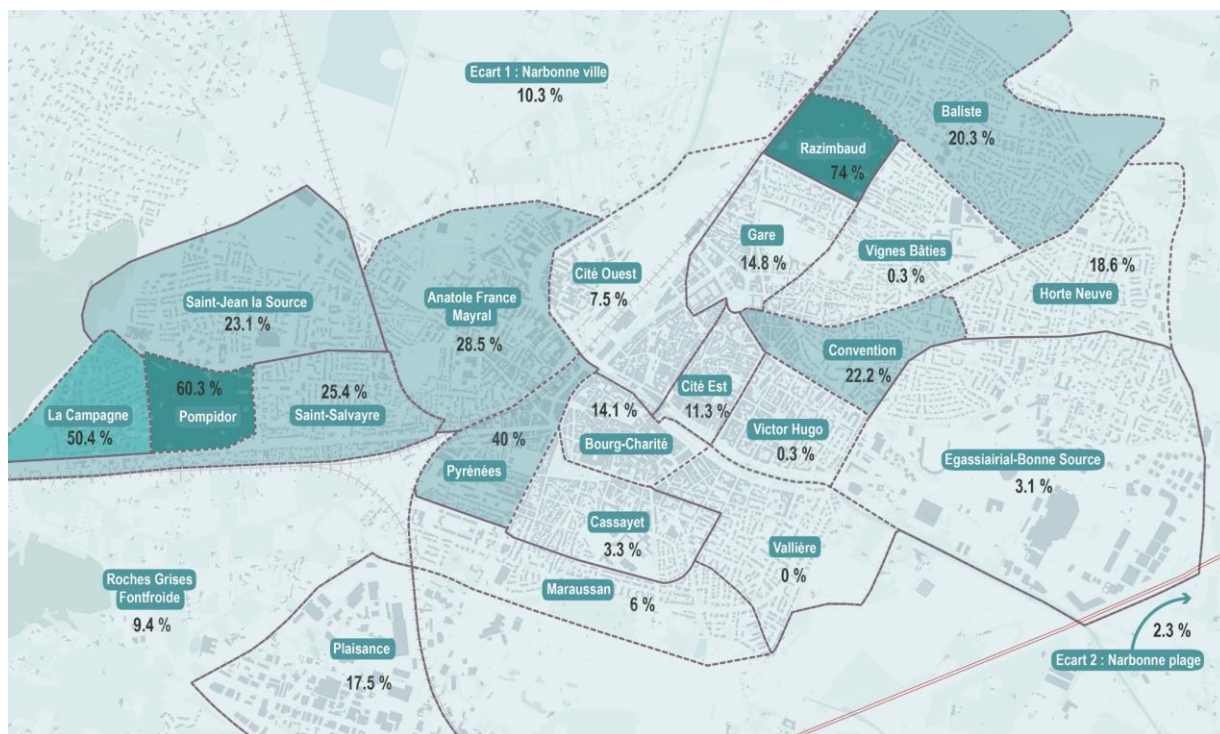 Ecart 1 : Narbonne ville
10.3 %
Baliste
20.3 %
Razimbaud
74 %
Gare
14.8 %
Vignes Bâties
0.3 %
18.6 %
Horte Neuve
Cité Ouest
7.5 %
Saint-Jean la Source
23.1 %
Anatole France
Mayral
28.5 %
Convention
22.2 %
60.3 %
Pompidor
25.4 %
Saint-Salvayre
La Campagne
50.4 %
Cité Est
11.3 %
14.1 %
Bourg-Charité
Victor Hugo
0.3 %
40 %
Pyrénées
Egassiairial-Bonne Source
3.1 %
Cassayet
3.3 %
Vallière
0 %
Maraussan
6 %
Roches Grises
Fontfroide
9.4 %
Plaisance
17.5 %
2.3 %
Ecart 2 : Narbonne plage